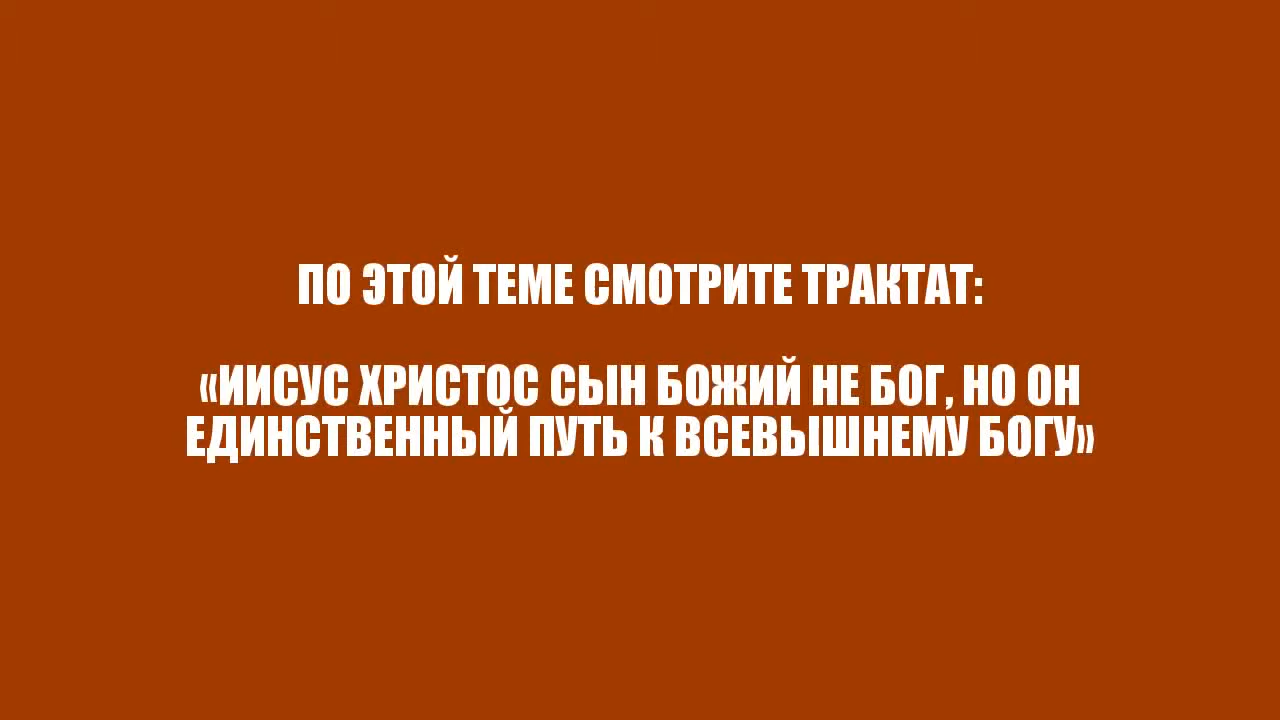 ПО ЭТОЙ ТЕМЕ СМОТРИТЕ ТРАКТАТ:
«ИИСУС ХРИСТОС СЫН БОЖИЙ НЕ БОГ, НО ОН
ЕДИНСТВЕННЫЙ ПУТЬ К ВСЕВЫШНЕМУ БОГУ»